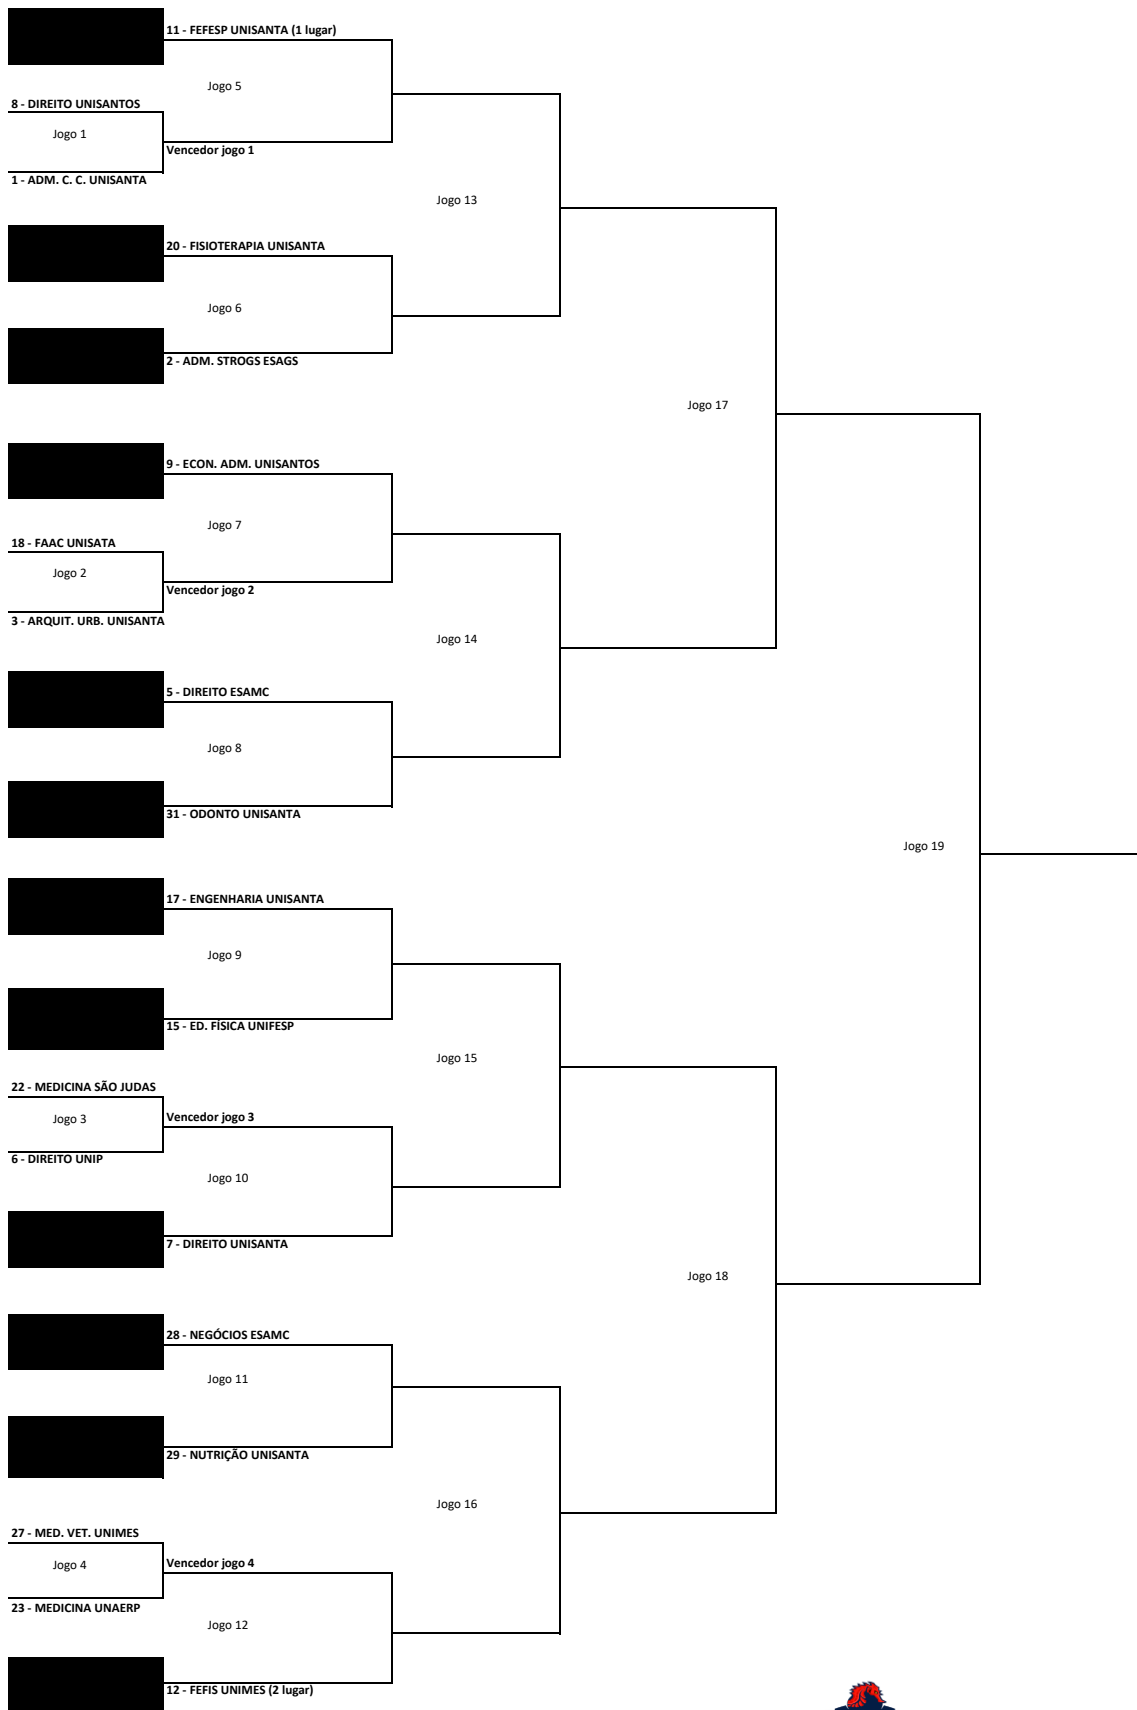 11 - FEFESP UNISANTA (1 lugar)
Jogo 5
8 - DIREITO UNISANTOS
Jogo 1
Vencedor jogo 1
1 - ADM. C. C. UNISANTA
Jogo 13
20 - FISIOTERAPIA UNISANTA
Jogo 6
2 - ADM. STROGS ESAGS
Jogo 17
9 - ECON. ADM. UNISANTOS
Jogo 7
18 - FAAC UNISATA
Jogo 2
Vencedor jogo 2
3 - ARQUIT. URB. UNISANTA
Jogo 14
5 - DIREITO ESAMC
Jogo 8
31 - ODONTO UNISANTA
Jogo 19
17 - ENGENHARIA UNISANTA
Jogo 9
15 - ED. FÍSICA UNIFESP
Jogo 15
22 - MEDICINA SÃO JUDAS
Jogo 3
Vencedor jogo 3
6 - DIREITO UNIP
Jogo 10
7 - DIREITO UNISANTA
Jogo 18
28 - NEGÓCIOS ESAMC
Jogo 11
29 - NUTRIÇÃO UNISANTA
Jogo 16
27 - MED. VET. UNIMES
Jogo 4
Vencedor jogo 4
23 - MEDICINA UNAERP
Jogo 12
12 - FEFIS UNIMES (2 lugar)